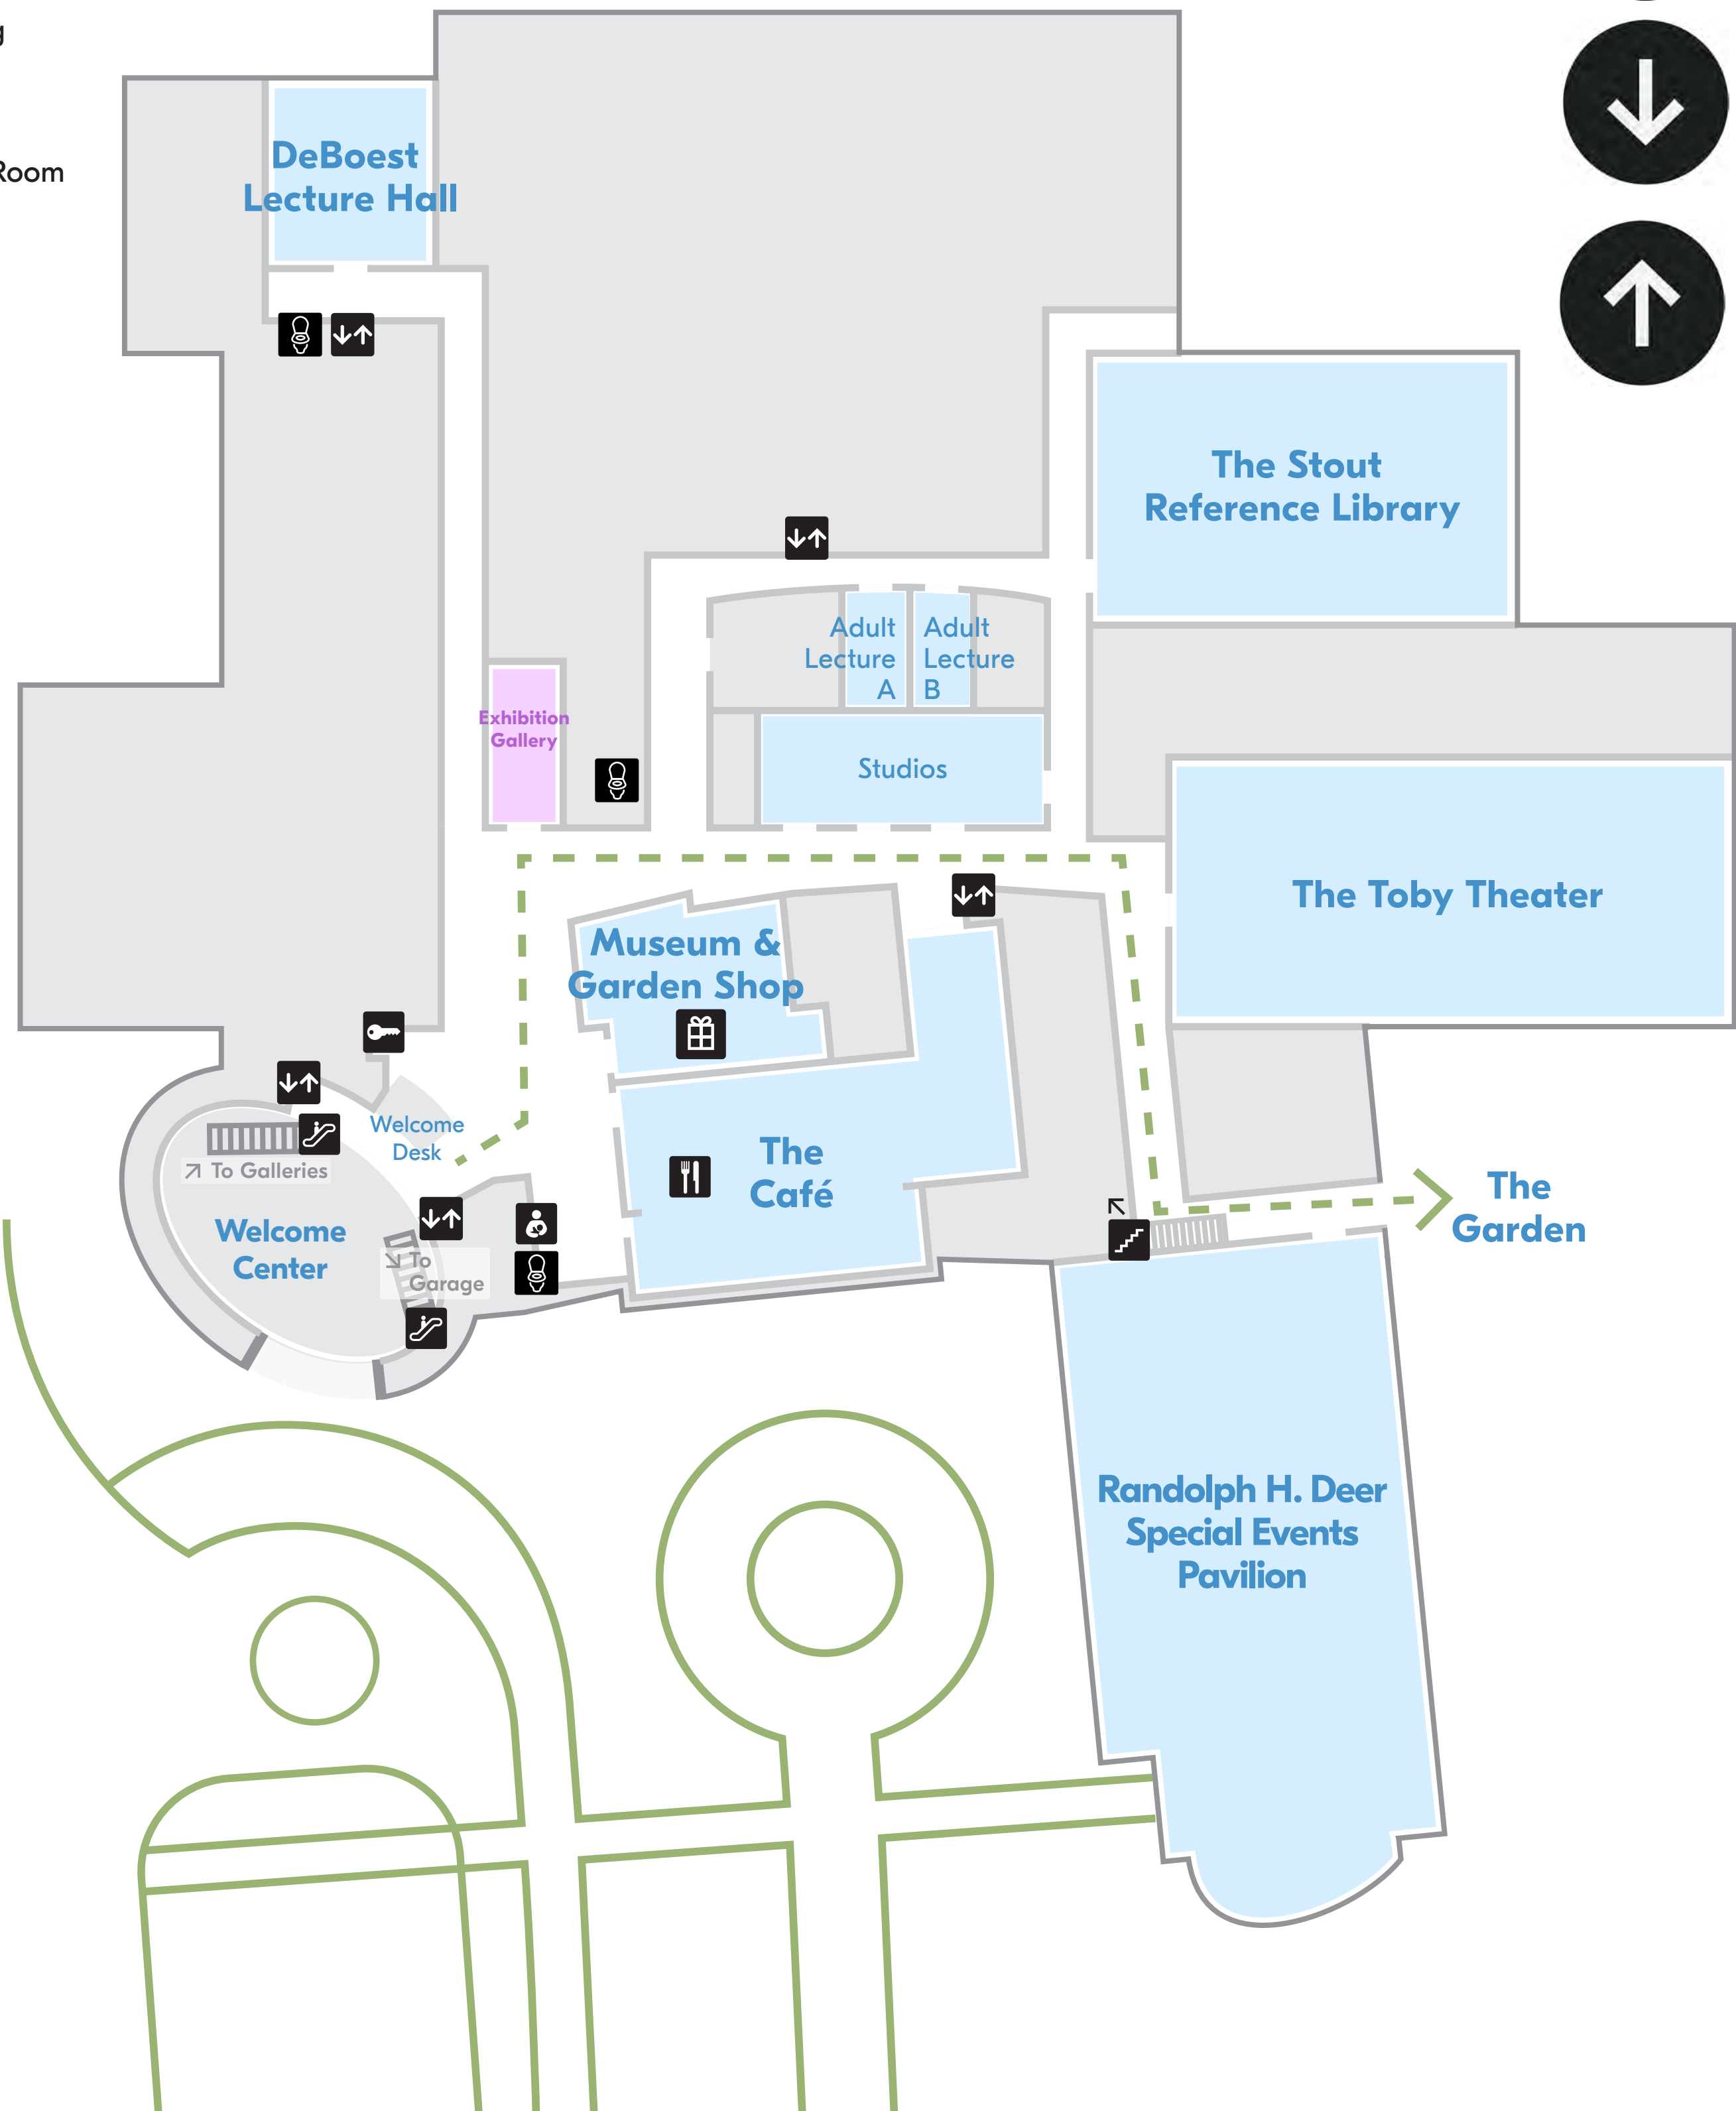 g
Room
DeBoest
Lecture Hall
The Stout
Reference Library
Adult
Lecture
A
Adult
Lecture
B
Exhibition
Gallery
Studios
The Toby Theater
Museum &
Garden Shop
Welcome
Desk
To Galleries
The
Café
The
Garden
Welcome
Center
To
Garage
Randolph H. Deer
Special Events
Pavilion